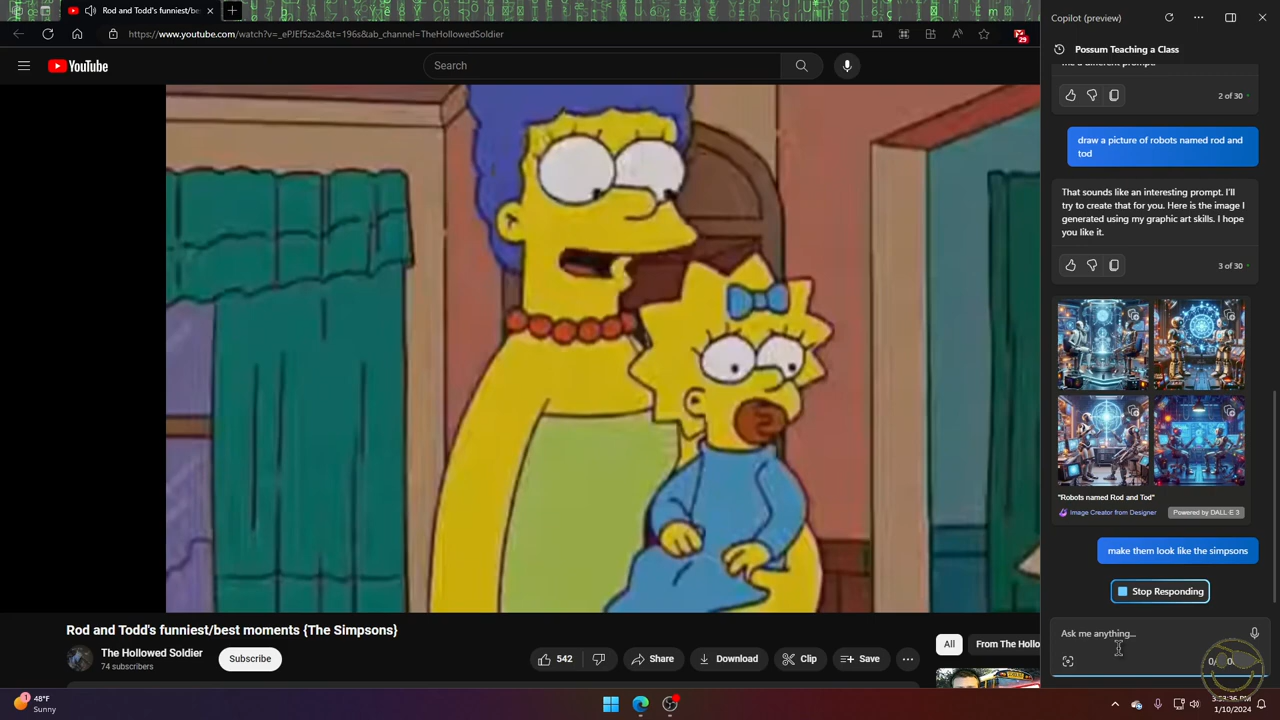 Rod and Todd's funniest/be
Copilot (preview)
https://www.youtube.com/watch?v=_ePJEf5zs2s&t=196s&ab_channel=TheHollowedSoldier
29
YouTube
Search
Possum Teaching a Class
me a different prompt.
2 of 30
draw a picture of robots named rod and
tod
That sounds like an interesting prompt. I'll
try to create that for you. Here is the image I
generated using my graphic art skills. I hope
you like it.
3 of 30
"Robots named Rod and Tod"
Image Creator from Designer
Powered by DALL·E 3
make them look like the simpsons
Stop Responding
Ask me anything...
Rod and Todd's funniest/best moments {The Simpsons}
The Hollowed Soldier
74 subscribers
Subscribe
542
Share
Download
Clip
Save
All
From The Hollo
48°F
Sunny
1/10/2024